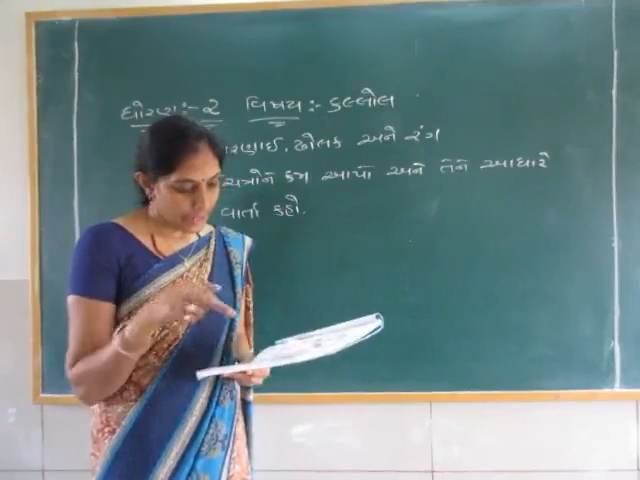 ધોરણ:- ૨ વિષય:- કલ્લોલ
ઢોલક અને રંગ
ક્રમ આપો અને તેને આધારે
વાર્તા કહો.